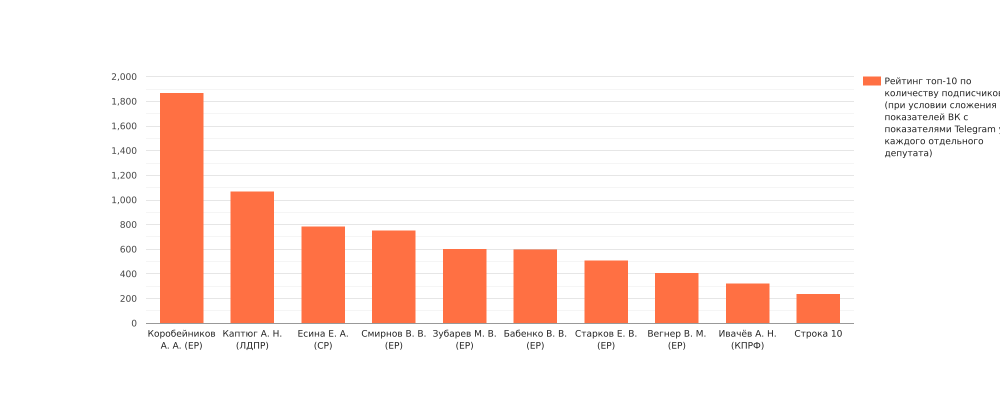 2,000
1,800
1,600
1,400
1,200
1,000
800
600
400
200
0
Коробейников А. А. (ЕР)
Каптюг А. Н. (ЛДПР)
Есина Е. А. (СР)
Смирнов В. В. (ЕР)
Зубарев М. В. (ЕР)
Бабенко В. В. (ЕР)
Старков Е. В. (ЕР)
Вегнер В. М. (ЕР)
Ивачёв А. Н. (КПРФ)
Строка 10
Рейтинг топ-10 по
количеству подписчиков
(при условии сложения
показателей ВК с
показателями Telegram у
каждого отдельного
депутата)